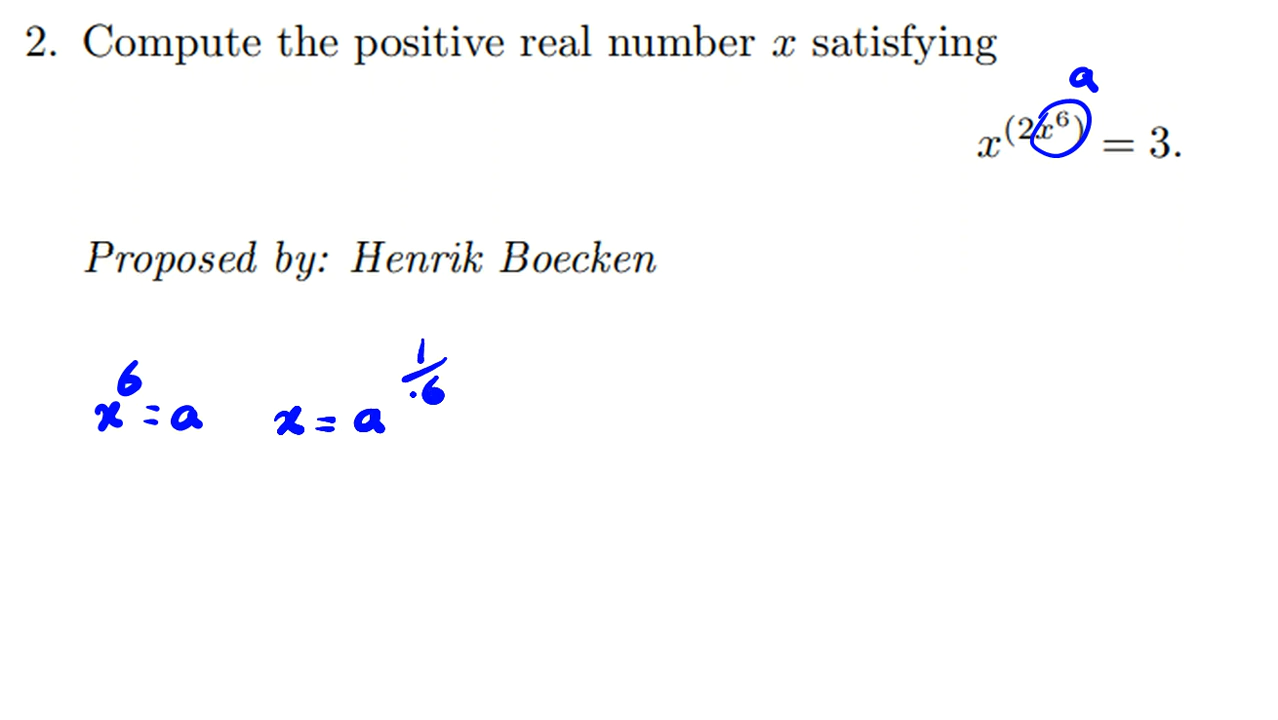 2. Compute the positive real number x satisfying
a
x^(2x^6) = 3.
Proposed by: Henrik Boecken
x^6 = a x = a^(1/6)